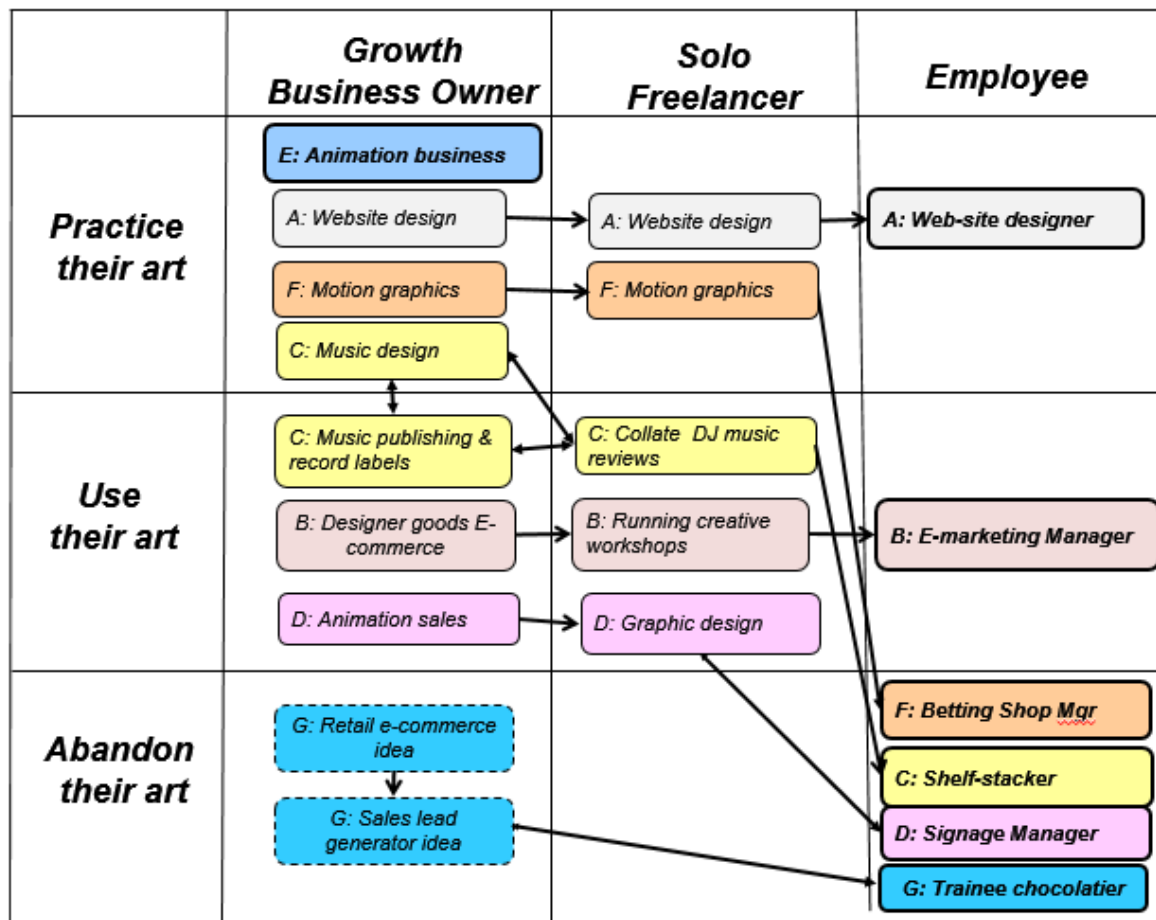 Growth
Business Owner
Solo
Freelancer
Employee
Practice
their art
E: Animation business
A: Website design
A: Website design
A: Web-site designer
F: Motion graphics
F: Motion graphics
C: Music design
Use
their art
C: Music publishing &
record labels
C: Collate DJ music
reviews
B: Designer goods E-
commerce
B: Running creative
workshops
B: E-marketing Manager
D: Animation sales
D: Graphic design
Abandon
their art
G: Retail e-commerce
idea
G: Sales lead
generator idea
F: Betting Shop Mgr
C: Shelf-stacker
D: Signage Manager
G: Trainee chocolatier